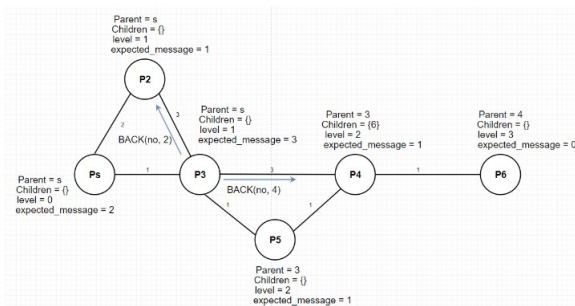 Parent = s
Children = {}
level = 1
expected_message = 1
P2
3
2
BACK(no, 2)
Parent = s
Children = {}
level = 1
expected_message = 3
Parent = 3
Children = {6}
level = 2
expected_message = 1
Parent = 4
Children = {}
level = 3
expected_message = 0
Ps
1
P3
3
P4
1
P6
BACK(no, 4)
Parent = s
Children = {}
level = 0
expected_message = 2
1
1
P5
Parent = 3
Children = {}
level = 2
expected_message = 1